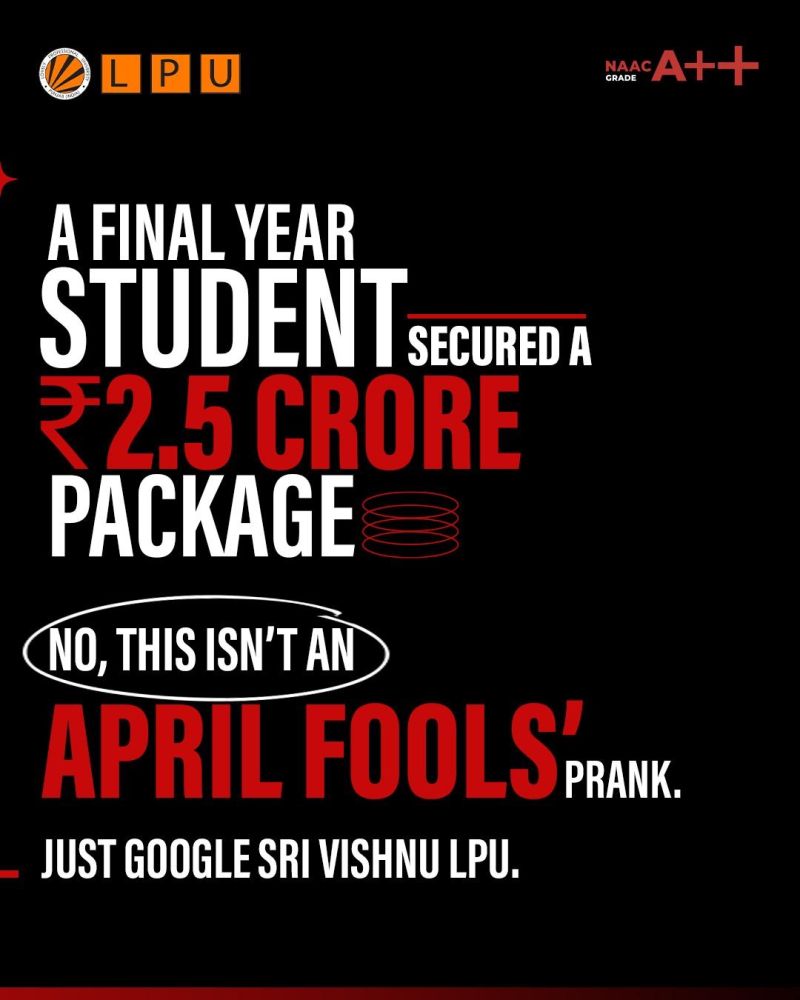 L P U
NAAC
GRADE
A++
A FINAL YEAR
STUDENT
SECURED A
₹2.5 CRORE
PACKAGE
NO, THIS ISN'T AN
APRIL FOOLS'
PRANK.
JUST GOOGLE SRI VISHNU LPU.